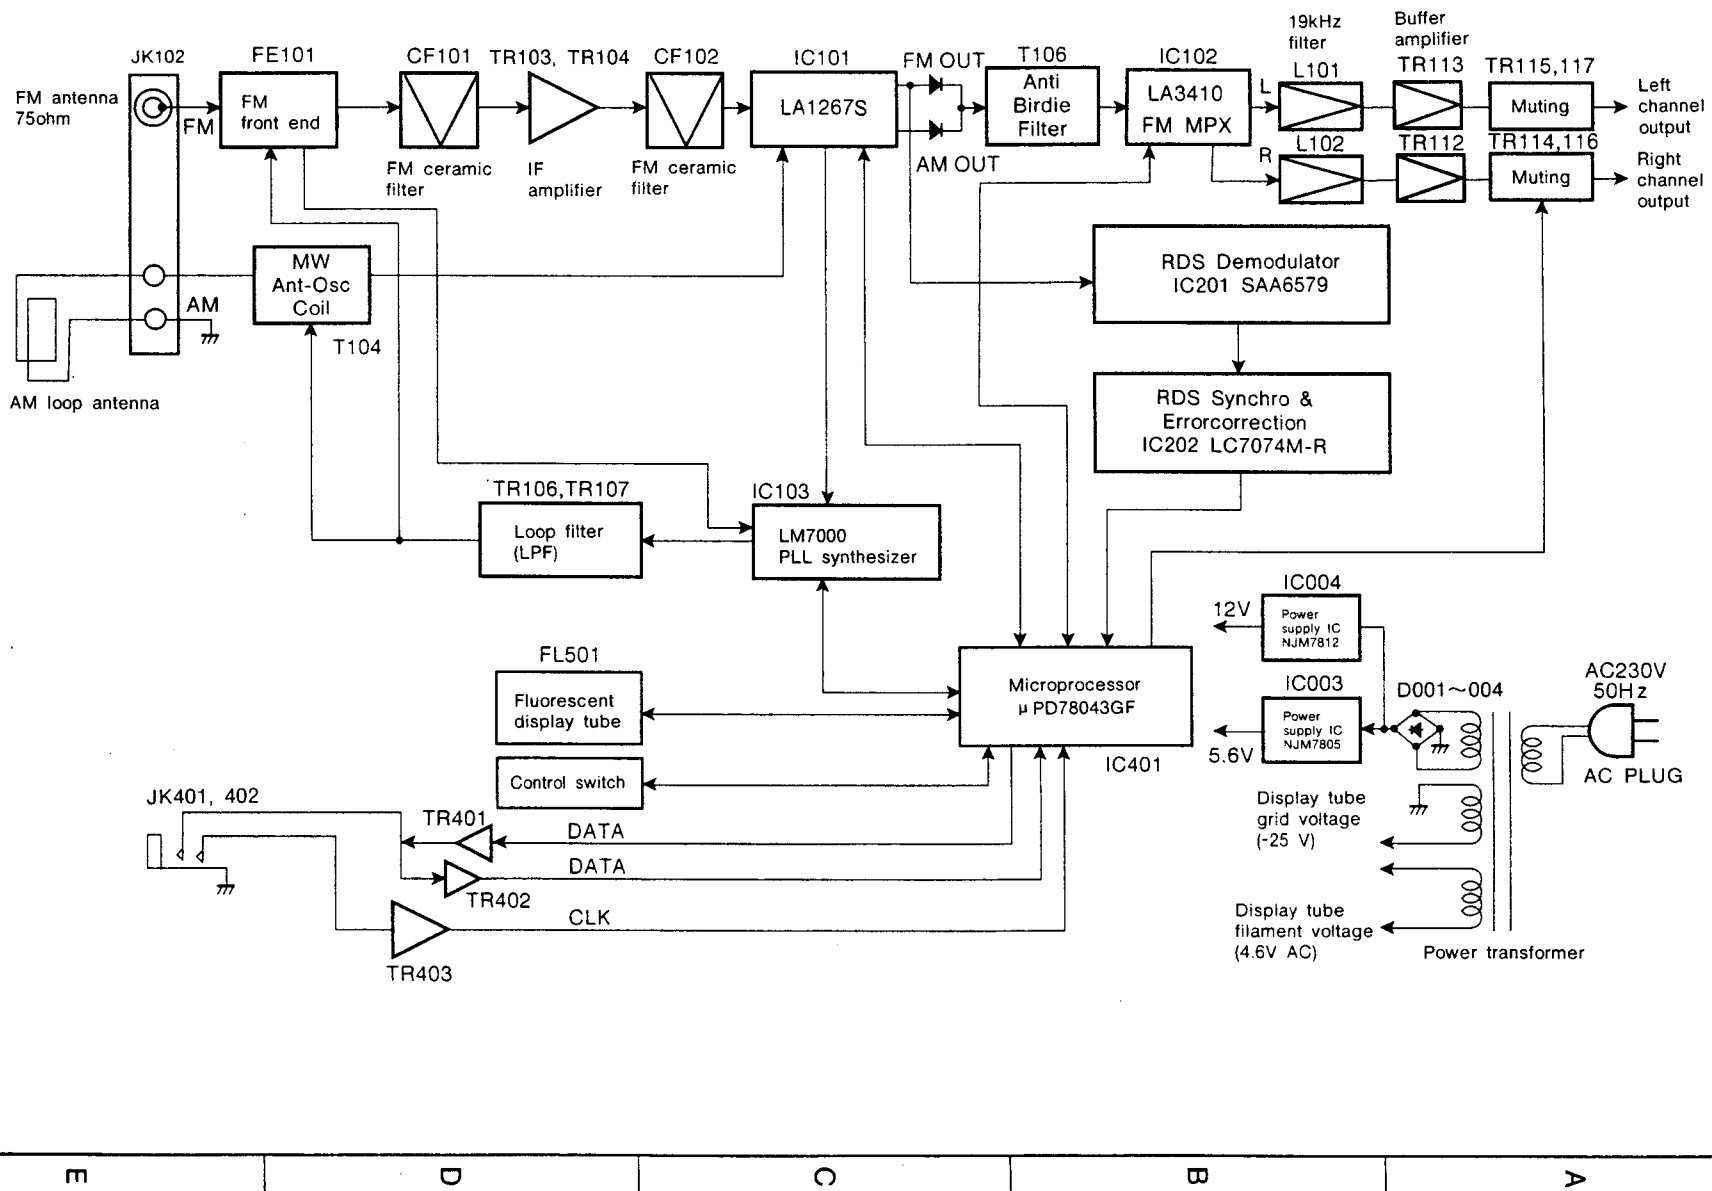 JK102
FM antenna
75ohm
FM
AM
AM loop antenna
FE101
FM
front end
CF101
FM ceramic
filter
TR103, TR104
IF
amplifier
CF102
FM ceramic
filter
IC101
LA1267S
FM OUT
AM OUT
T106
Anti
Birdie
Filter
IC102
LA3410
FM MPX
L
R
19kHz
filter
L101
L102
Buffer
amplifier
TR113
TR112
TR115,117
Muting
TR114,116
Muting
Left
channel
output
Right
channel
output
MW
Ant-Osc
Coil
T104
RDS Demodulator
IC201 SAA6579
RDS Synchro &
Errorcorrection
IC202 LC7074M-R
TR106,TR107
Loop filter
(LPF)
IC103
LM7000
PLL synthesizer
FL501
Fluorescent
display tube
Control switch
Microprocessor
μ PD78043GF
IC401
JK401, 402
TR401
DATA
DATA
TR402
CLK
TR403
IC004
12V
Power
supply IC
NJM7812
IC003
5.6V
Power
supply IC
NJM7805
D001~004
AC230V
50Hz
AC PLUG
Display tube
grid voltage
(-25 V)
Display tube
filament voltage
(4.6V AC)
Power transformer
E
D
C
B
A